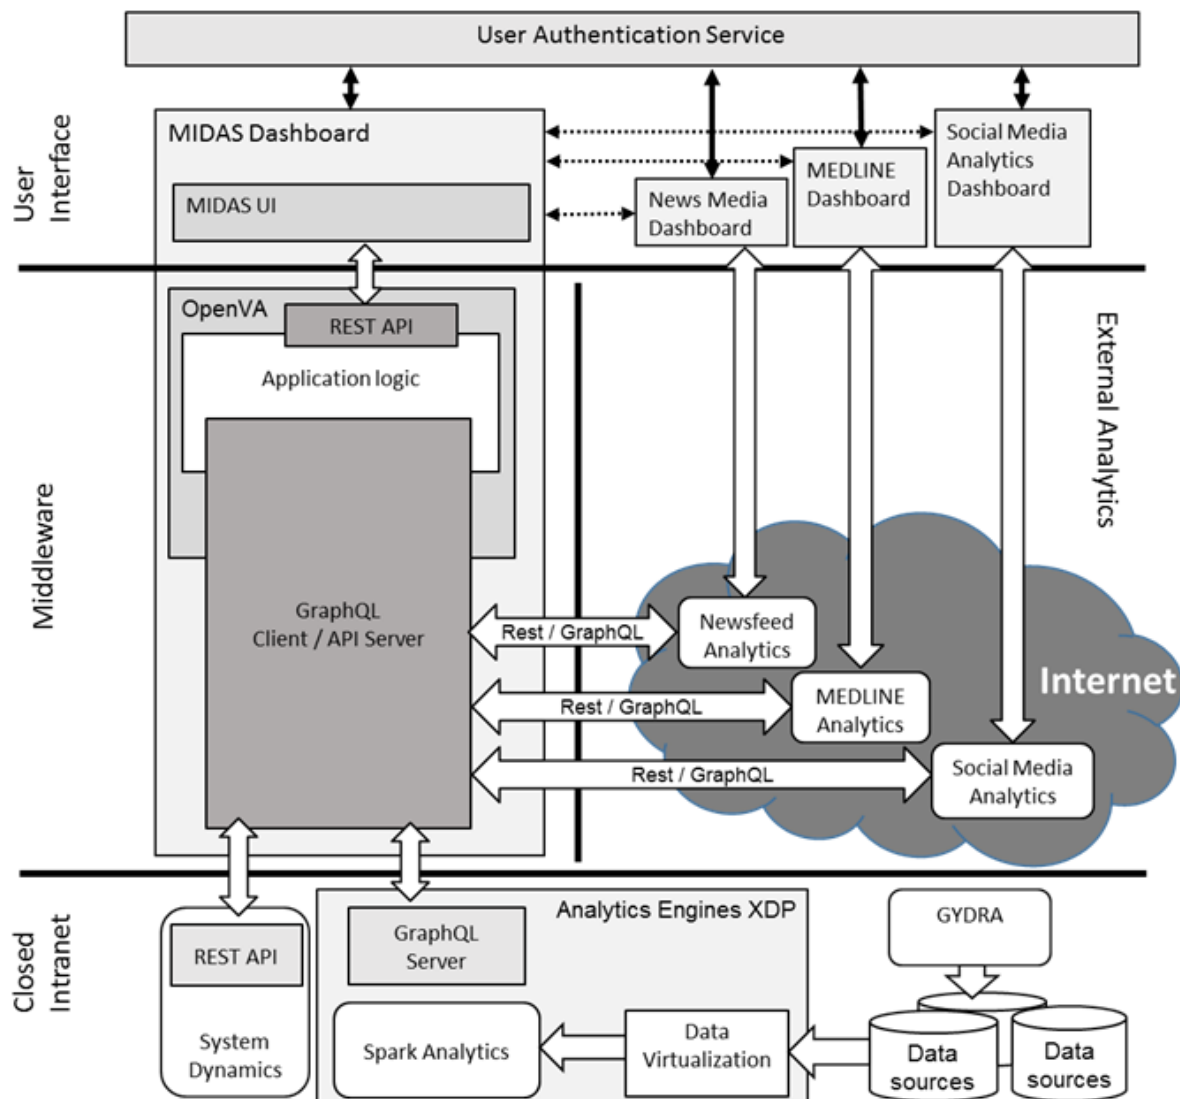 User Authentication Service
User
Interface
MIDAS Dashboard
MIDAS UI
News Media
Dashboard
MEDLINE
Dashboard
Social Media
Analytics
Dashboard
Middleware
OpenVA
REST API
Application logic
GraphQL
Client / API Server
External Analytics
Rest / GraphQL
Newsfeed
Analytics
Internet
Rest / GraphQL
MEDLINE
Analytics
Rest / GraphQL
Social Media
Analytics
Closed
Intranet
REST API
System
Dynamics
Analytics Engines XDP
GraphQL
Server
Spark Analytics
Data
Virtualization
GYDRA
Data
sources
Data
sources